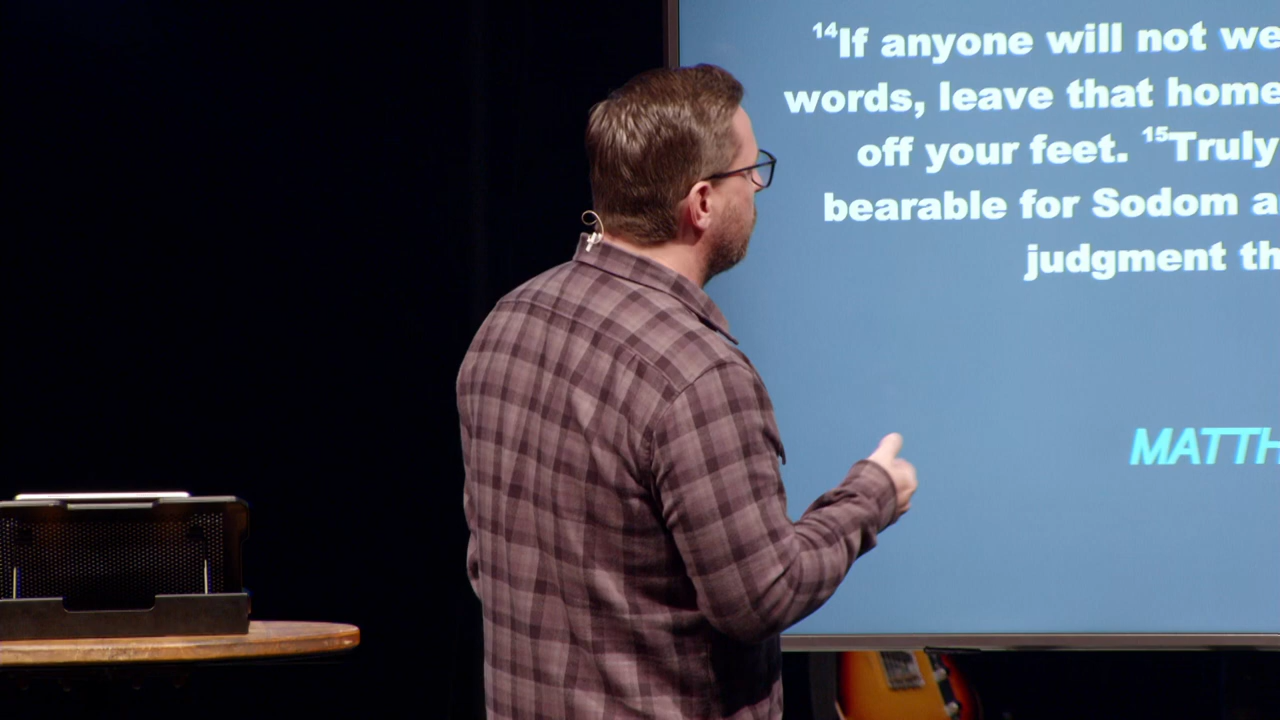 ¹⁴If anyone will not we
words, leave that home
off your feet. ¹⁵Truly
bearable for Sodom a
judgment th
MATTH